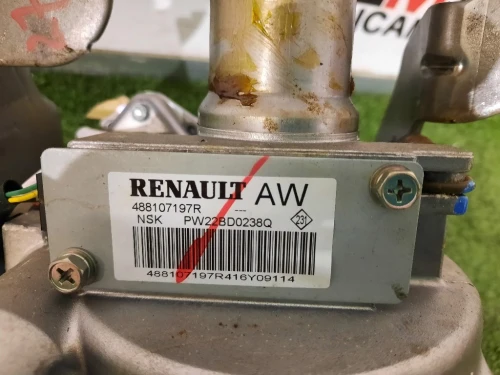 RENAULT AW
488107197R ---
NSK PW22BD0238Q
231
488107197R416Y09114